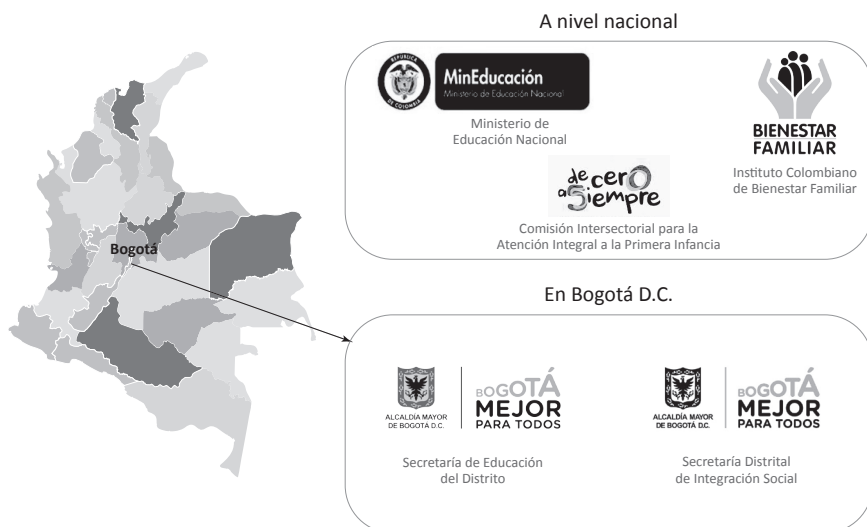 A nivel nacional
REPUBLICA
DE COLOMBIA
MinEducación
Ministerio de Educación Nacional
Ministerio de
Educación Nacional
BIENESTAR
FAMILIAR
Instituto Colombiano
de Bienestar Familiar
de cero
a Siempre
Comisión Intersectorial para la
Atención Integral a la Primera Infancia
Bogotá
En Bogotá D.C.
ALCALDÍA MAYOR
DE BOGOTÁ D.C.
BOGOTÁ
MEJOR
PARA TODOS
Secretaría de Educación
del Distrito
ALCALDÍA MAYOR
DE BOGOTÁ D.C.
BOGOTÁ
MEJOR
PARA TODOS
Secretaría Distrital
de Integración Social